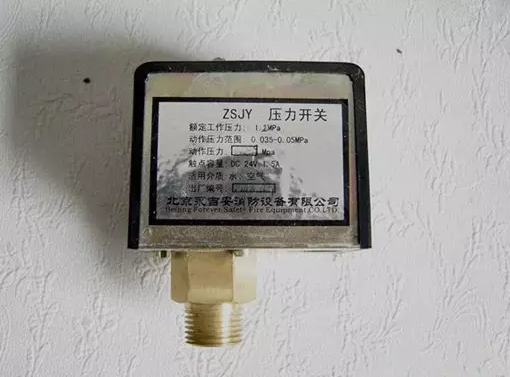 ZSJY 压力开关
额定工作压力: 1.2MPa
动作压力范围: 0.035-0.05MPa
动作压力 Mpa
触点容量: DC 24V 1.5A
适用介质 水、空气
出厂编号:
北京永吉安消防设备有限公司
Beijing Forever Safety Fire Equipment CO.LTD